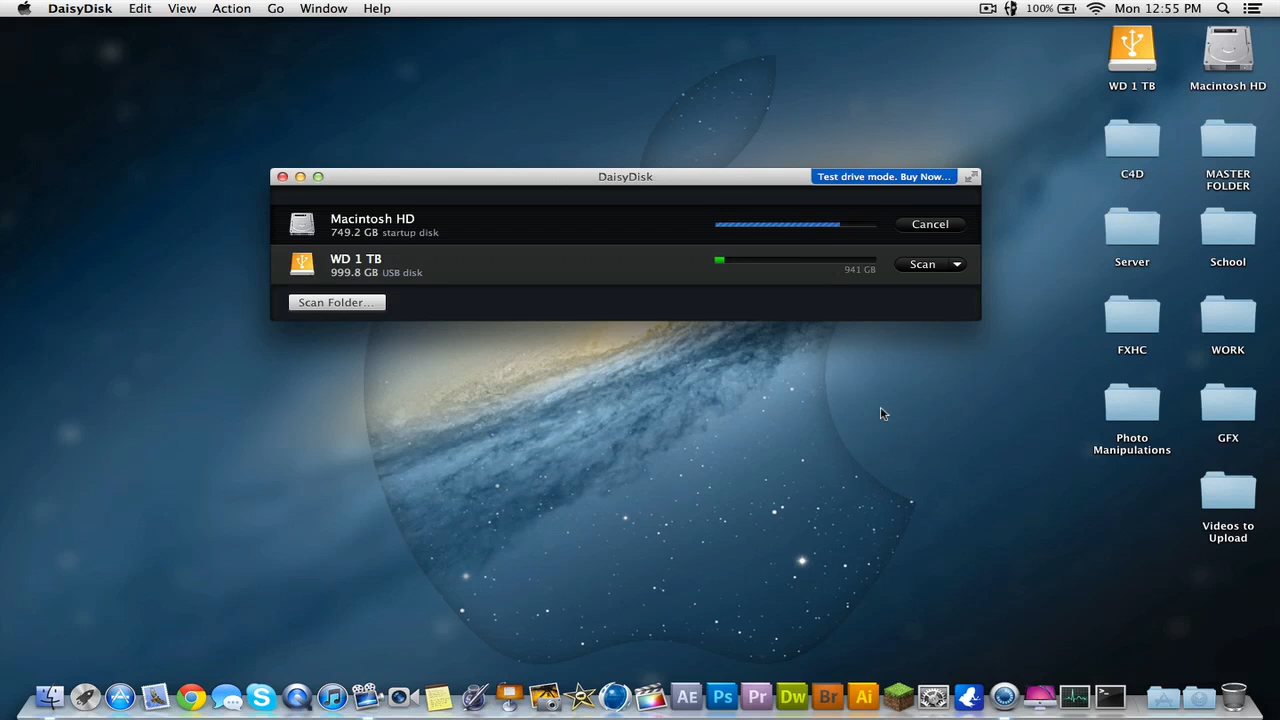 DaisyDisk Edit View Action Go Window Help
100% Mon 12:55 PM
WD 1 TB
Macintosh HD
C4D
MASTER
FOLDER
Server
School
FXHC
WORK
Photo
Manipulations
GFX
Videos to
Upload
DaisyDisk
Test drive mode. Buy Now...
Macintosh HD
749.2 GB startup disk
Cancel
WD 1 TB
999.8 GB USB disk
941 GB
Scan
Scan Folder...
AE Ps Pr Dw Br Ai